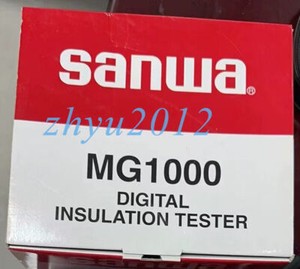 sanwa®
zhyu2012
MG1000
DIGITAL
INSULATION TESTER